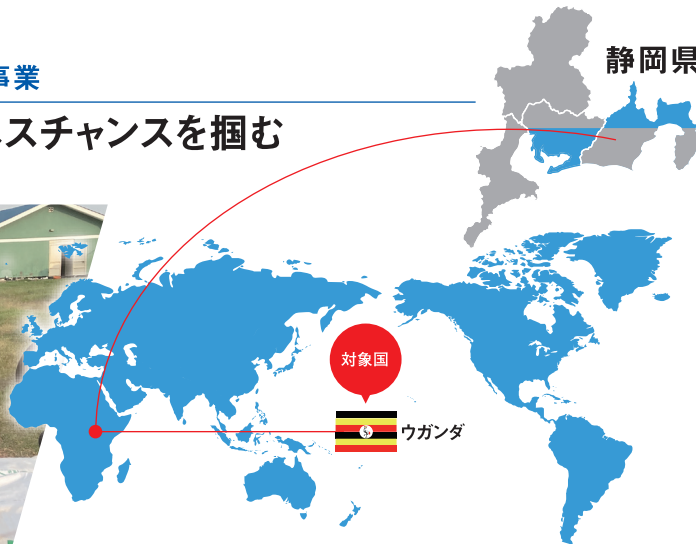 事業
静岡県
スチャンスを掴む
対象国
ウガンダ